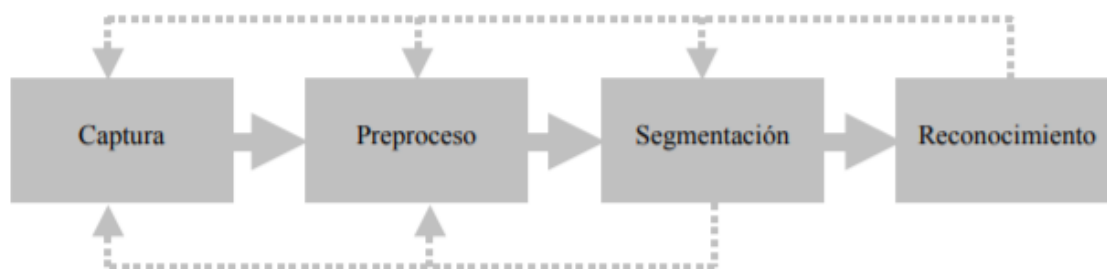 Captura
Preproceso
Segmentación
Reconocimiento